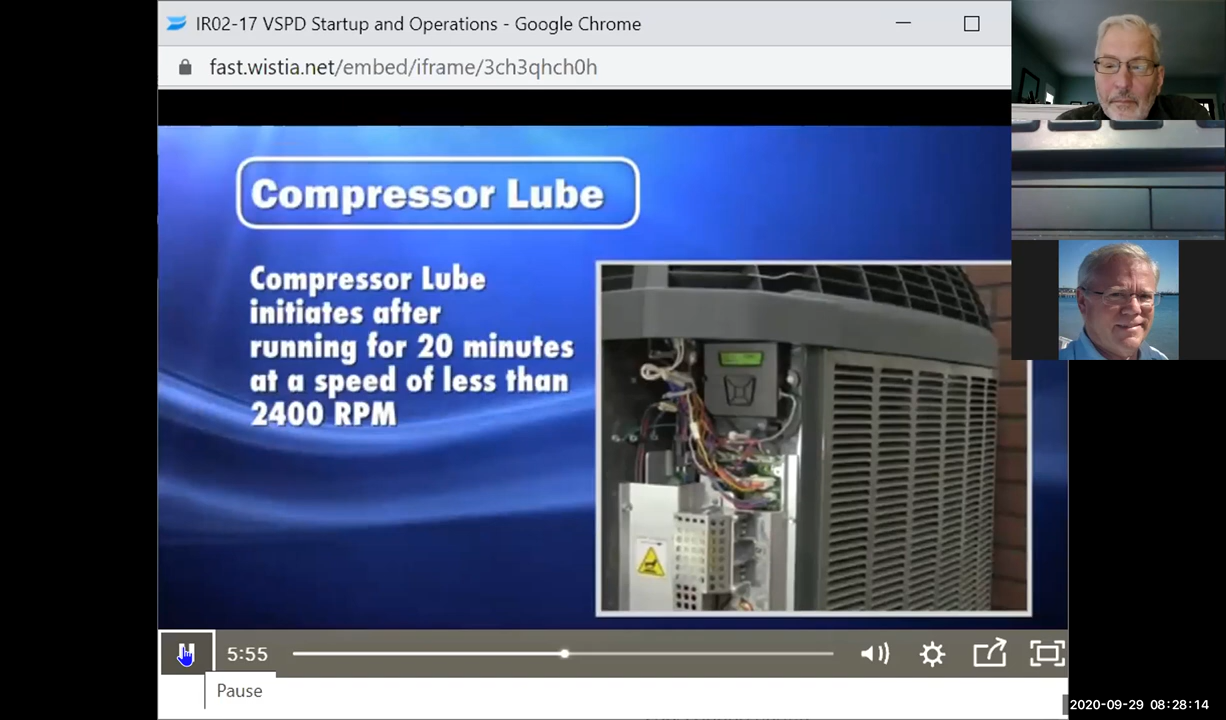 IR02-17 VSPD Startup and Operations - Google Chrome
fast.wistia.net/embed/iframe/3ch3qhch0h
Compressor Lube
Compressor Lube
initiates after
running for 20 minutes
at a speed of less than
2400 RPM
5:55
Pause
2020-09-29 08:28:14